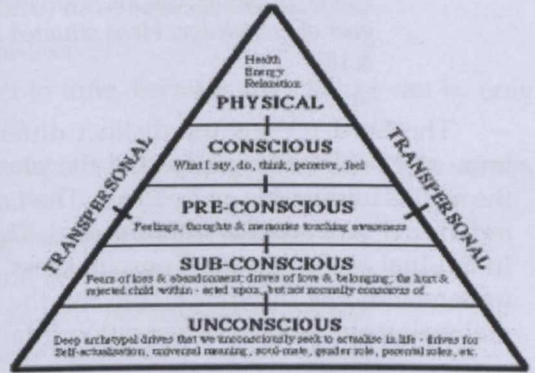 Health
Energy
Relaxation
PHYSICAL
CONSCIOUS
What I say, do, think, perceive, feel
PRE-CONSCIOUS
Feelings, thoughts & memories touching awareness
SUB-CONSCIOUS
Fears of loss & abandonment; drives of love & belonging; the hurt &
rejected child within - acted upon, but not normally conscious of.
UNCONSCIOUS
Deep archetypal drives that we unconsciously seek to actualise in life - drives for
Self-actualisation, universal meaning, soul-mate, gender role, parental roles, etc.
TRANSPERSONAL
TRANSPERSONAL